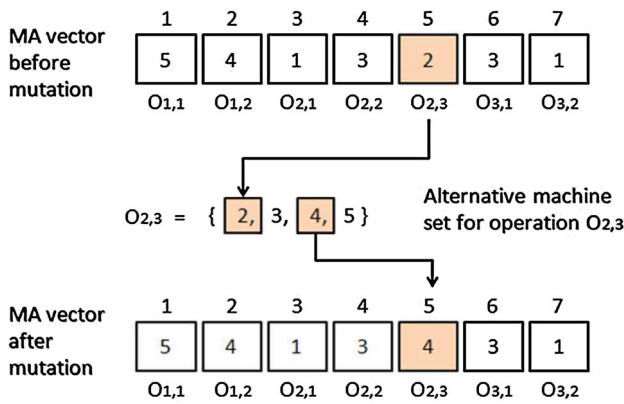 1 2 3 4 5 6 7
MA vector
before
mutation
5 4 1 3 2 3 1
O1,1 O1,2 O2,1 O2,2 O2,3 O3,1 O3,2
O2,3 = { 2, 3, 4, 5 }
Alternative machine
set for operation O2,3
1 2 3 4 5 6 7
MA vector
after
mutation
5 4 1 3 4 3 1
O1,1 O1,2 O2,1 O2,2 O2,3 O3,1 O3,2